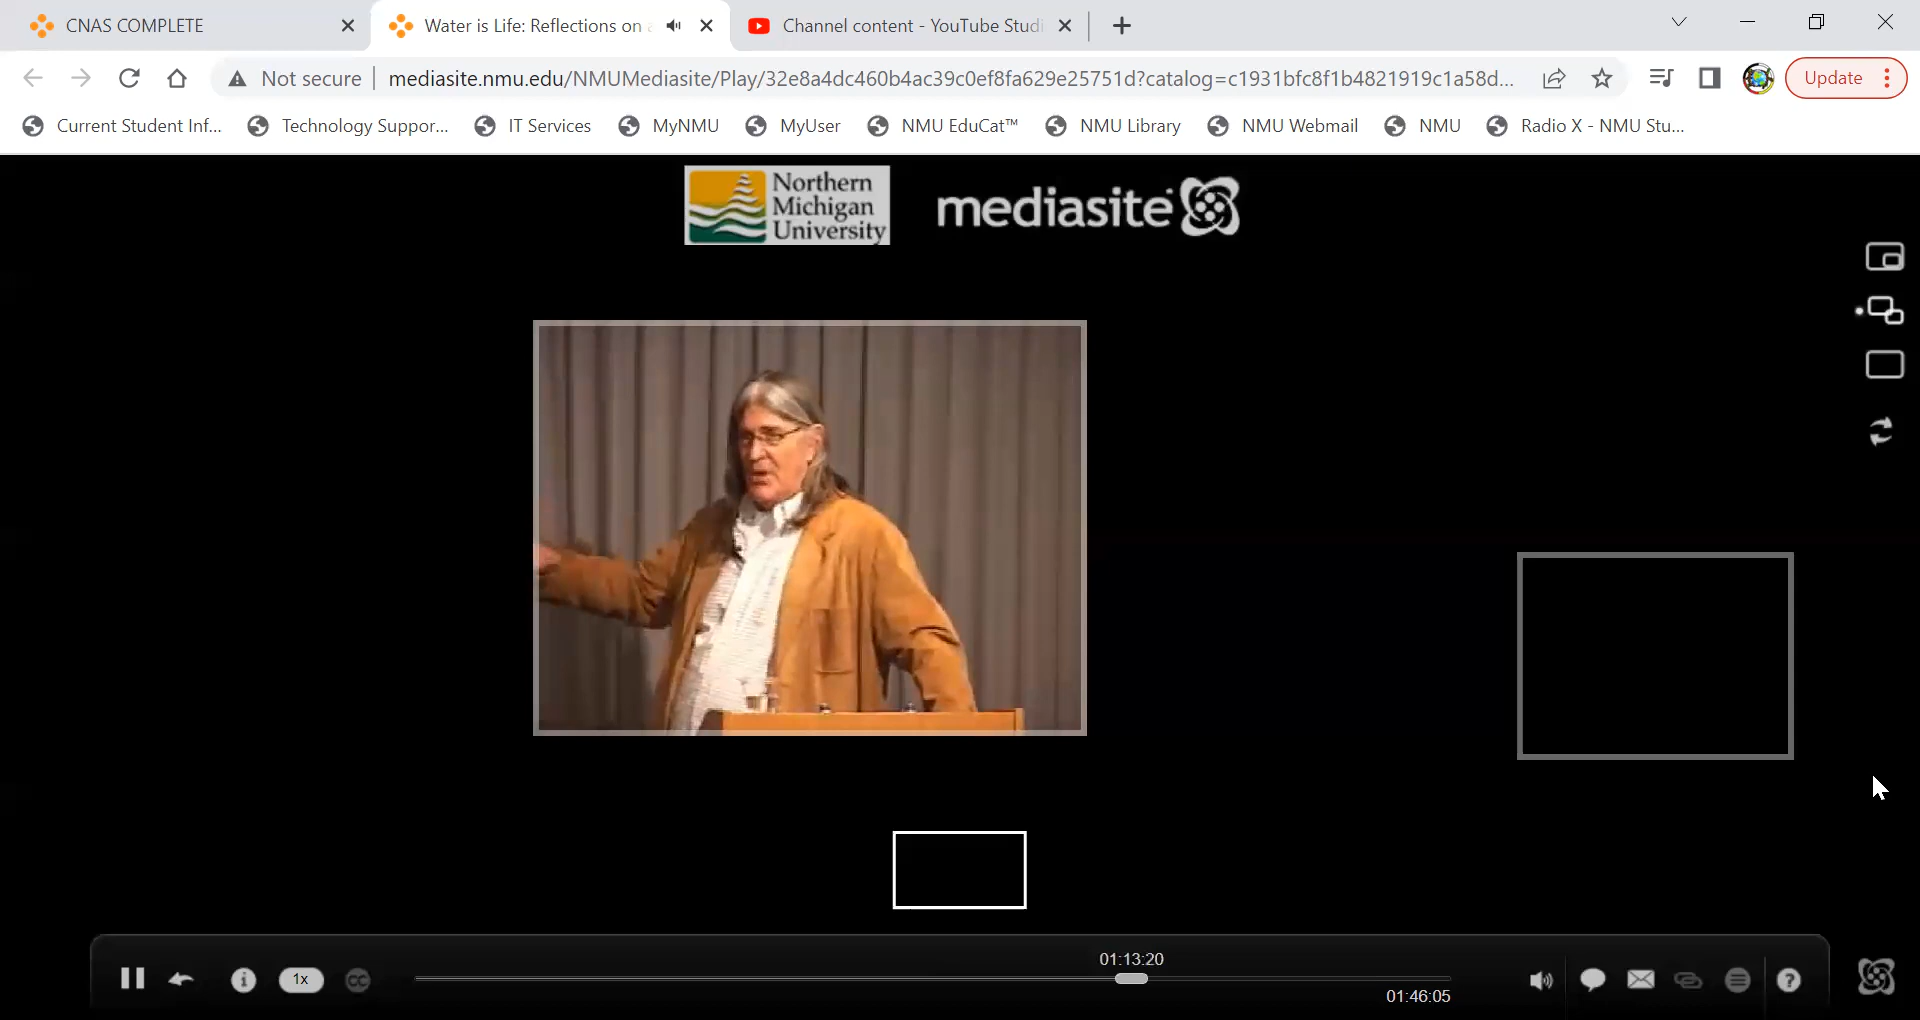 CNAS COMPLETE
Water is Life: Reflections on a
Channel content - YouTube Studi
Not secure
mediasite.nmu.edu/NMUMediasite/Play/32e8a4dc460b4ac39c0ef8fa629e25751d?catalog=c1931bfc8f1b4821919c1a58d...
Update
Current Student Inf...
Technology Suppor...
IT Services
MyNMU
MyUser
NMU EduCat™
NMU Library
NMU Webmail
NMU
Radio X - NMU Stu...
Northern
Michigan
University
mediasite
01:13:20
1x
CC
01:46:05